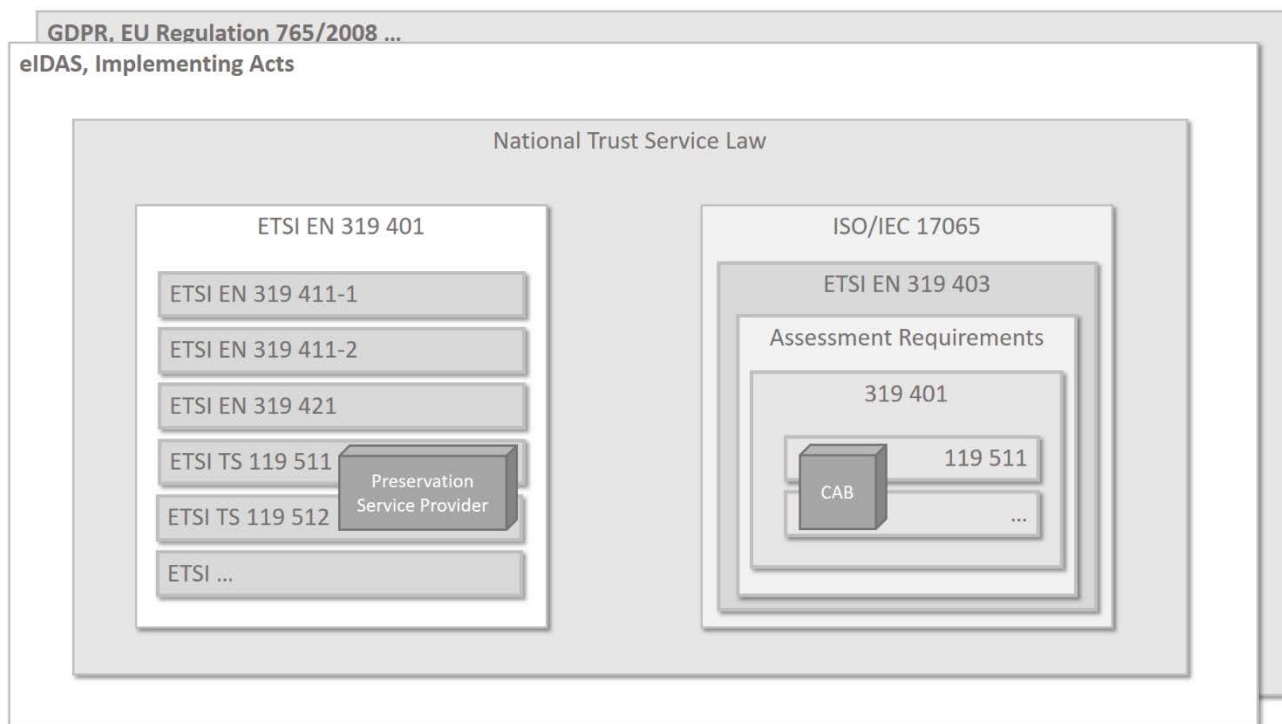 GDPR, EU Regulation 765/2008 ...
eIDAS, Implementing Acts
National Trust Service Law
ETSI EN 319 401
ETSI EN 319 411-1
ETSI EN 319 411-2
ETSI EN 319 421
ETSI TS 119 511
Preservation
Service Provider
ETSI TS 119 512
ETSI ...
ISO/IEC 17065
ETSI EN 319 403
Assessment Requirements
319 401
119 511
CAB
...